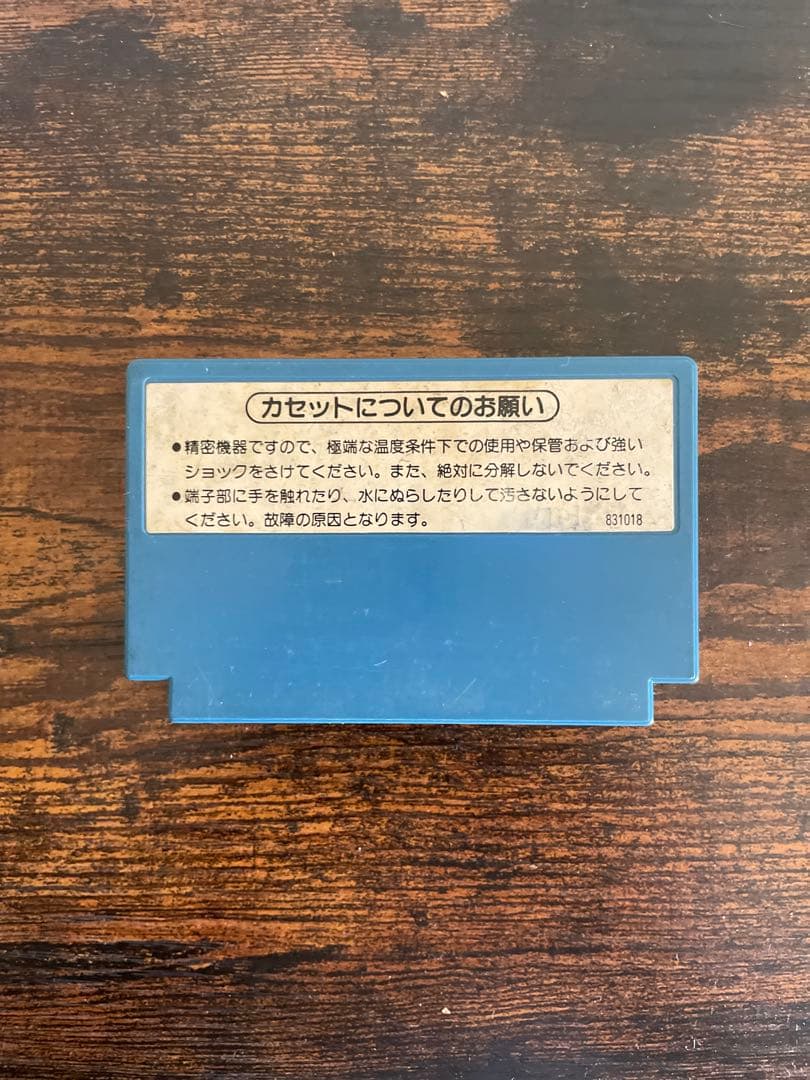 カセットについてのお願い
●精密機器ですので、極端な温度条件下での使用や保管および強い
ショックをさけてください。また、絶対に分解しないでください。
●端子部に手を触れたり、水にぬらしたりして汚さないようにして
ください。故障の原因となります。 831018